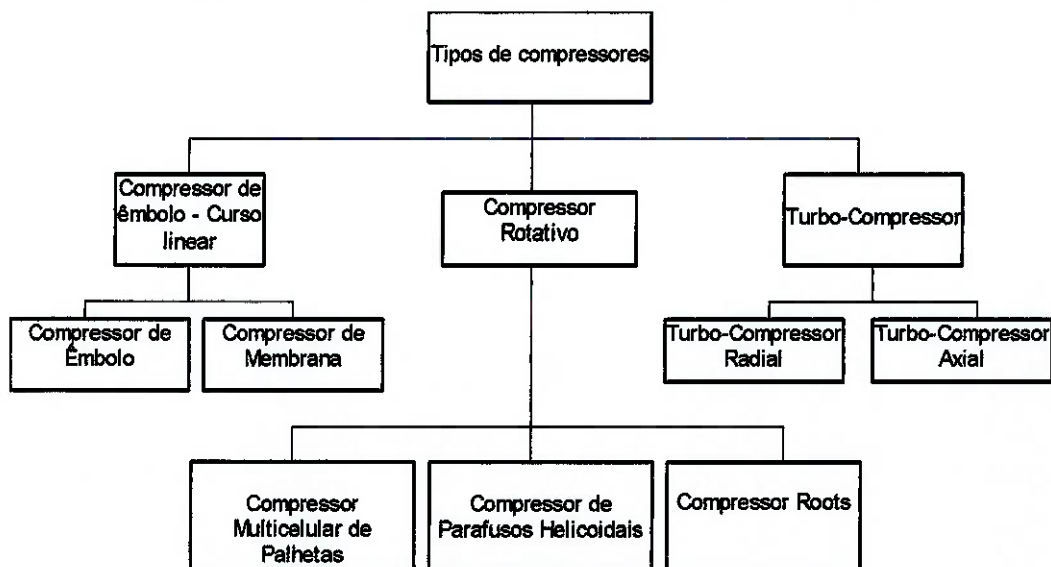 Tipos de compressores
Compressor de
êmbolo - Curso
linear
Compressor
Rotativo
Turbo-Compressor
Compressor de
Êmbolo
Compressor de
Membrana
Turbo-Compressor
Radial
Turbo-Compressor
Axial
Compressor
Multicelular de
Palhetas
Compressor de
Parafusos Helicoidais
Compressor Roots